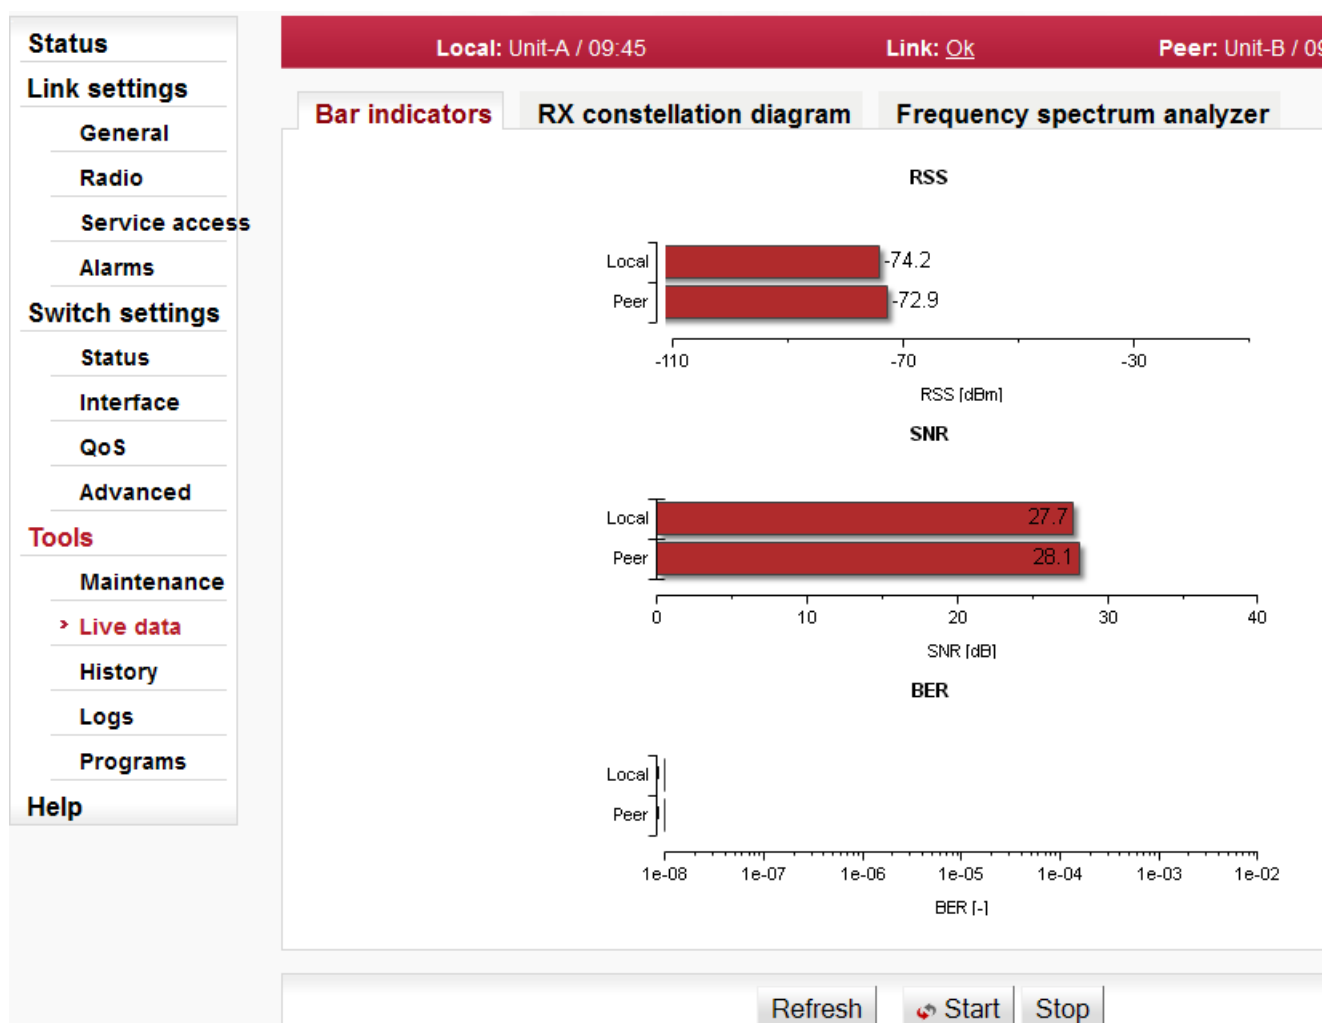 Status
Link settings
General
Radio
Service access
Alarms
Switch settings
Status
Interface
QoS
Advanced
Tools
Maintenance
> Live data
History
Logs
Programs
Help
Local: Unit-A / 09:45 Link: Ok Peer: Unit-B / 09
Bar indicators RX constellation diagram Frequency spectrum analyzer
RSS
Local -74.2
Peer -72.9
-110 -70 -30
RSS [dBm]
SNR
Local 27.7
Peer 28.1
0 10 20 30 40
SNR [dB]
BER
Local
Peer
1e-08 1e-07 1e-06 1e-05 1e-04 1e-03 1e-02
BER [-]
Refresh Start Stop